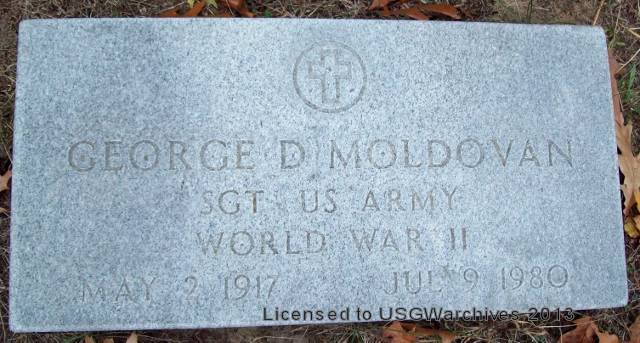 GEORGE D MOLDOVAN
SGT US ARMY
WORLD WAR II
MAY 2 1917 JUL 9 1980
Licensed to USGWarchives 2013